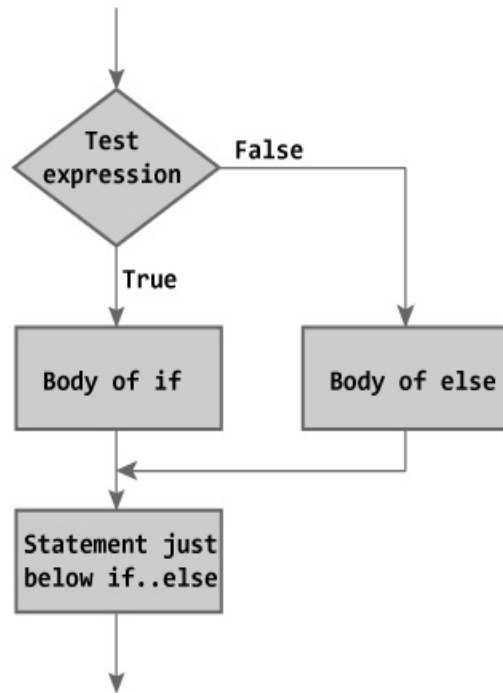 Test
expression
False
True
Body of if
Body of else
Statement just
below if..else